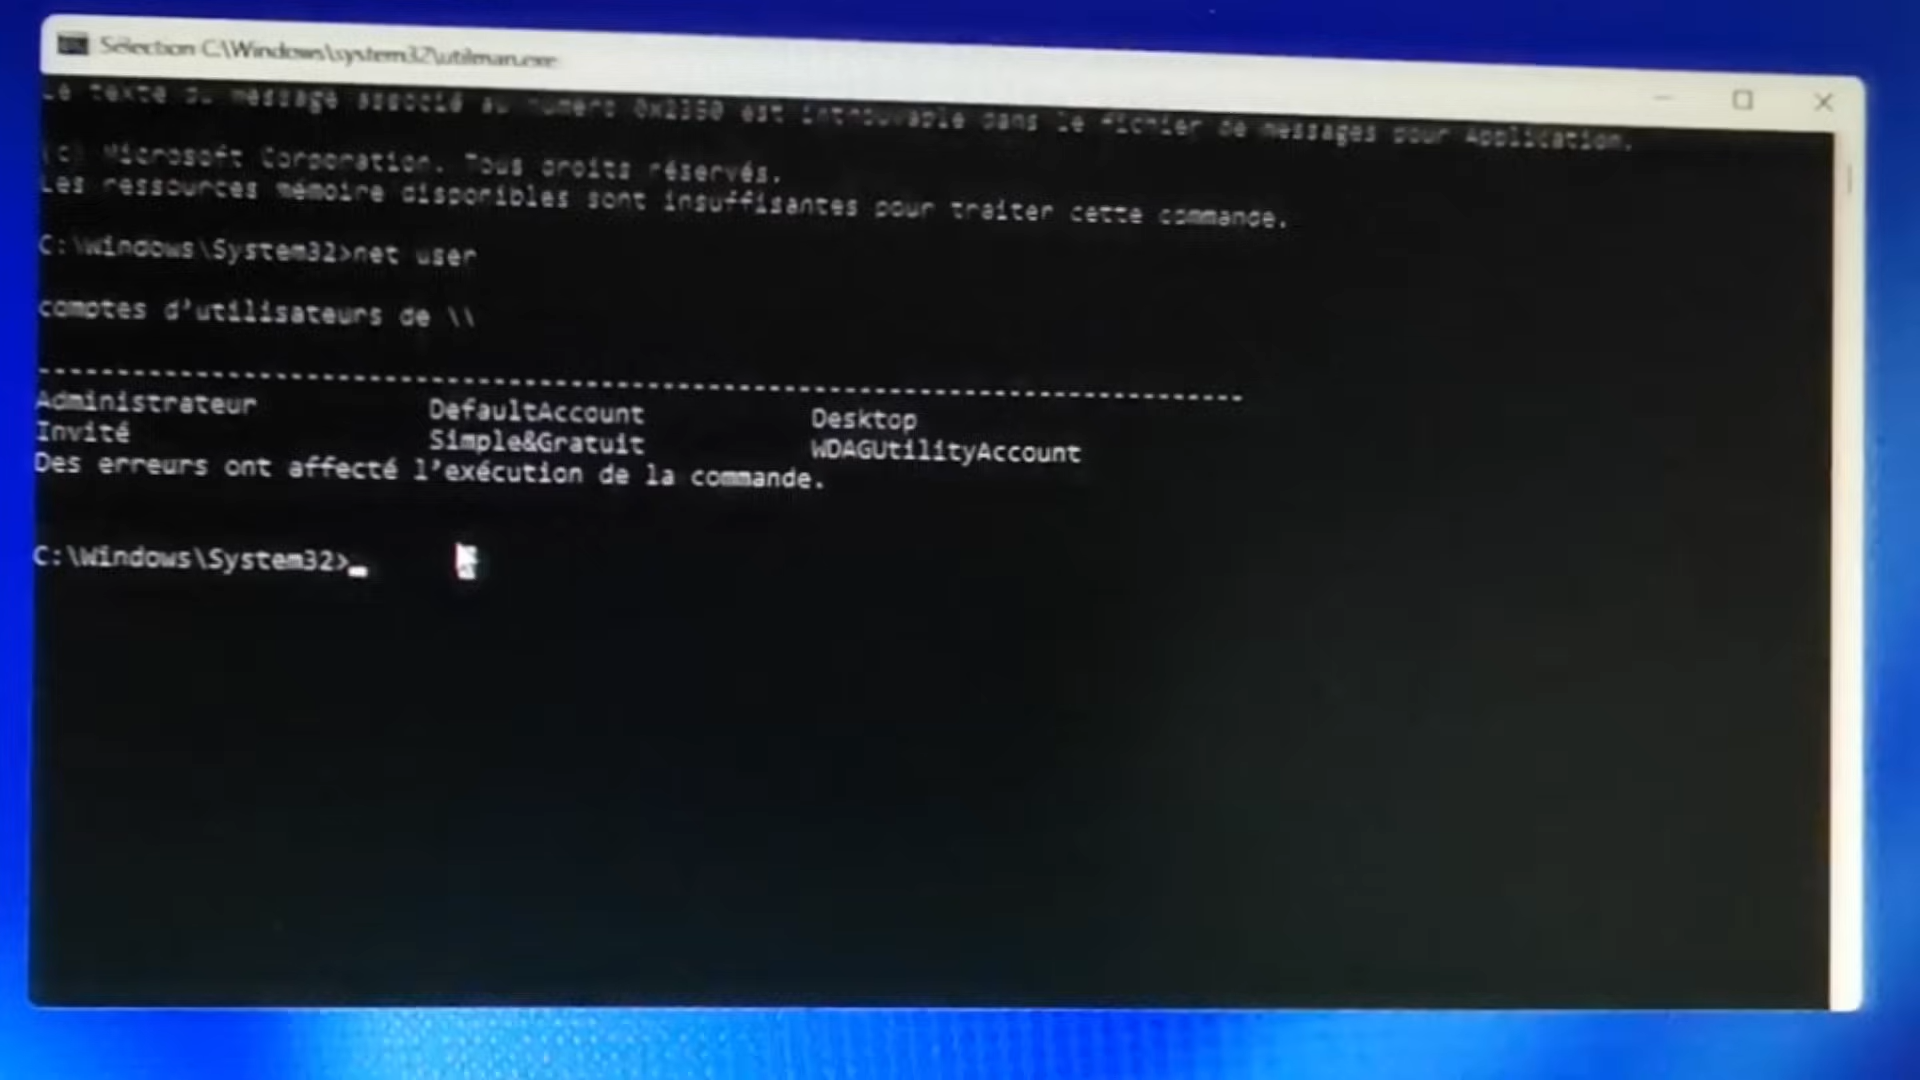 Sélection C:\Windows\system32\utilman.exe
Le texte du message associé au numéro 0x2350 est introuvable dans le fichier de messages pour Application.
(c) Microsoft Corporation. Tous droits réservés.
Les ressources mémoire disponibles sont insuffisantes pour traiter cette commande.
C:\Windows\System32>net user
comptes d'utilisateurs de \\
-------------------------------------------------------------------------------
Administrateur DefaultAccount Desktop
Invité Simple&Gratuit WDAGUtilityAccount
Des erreurs ont affecté l'exécution de la commande.
C:\Windows\System32>_